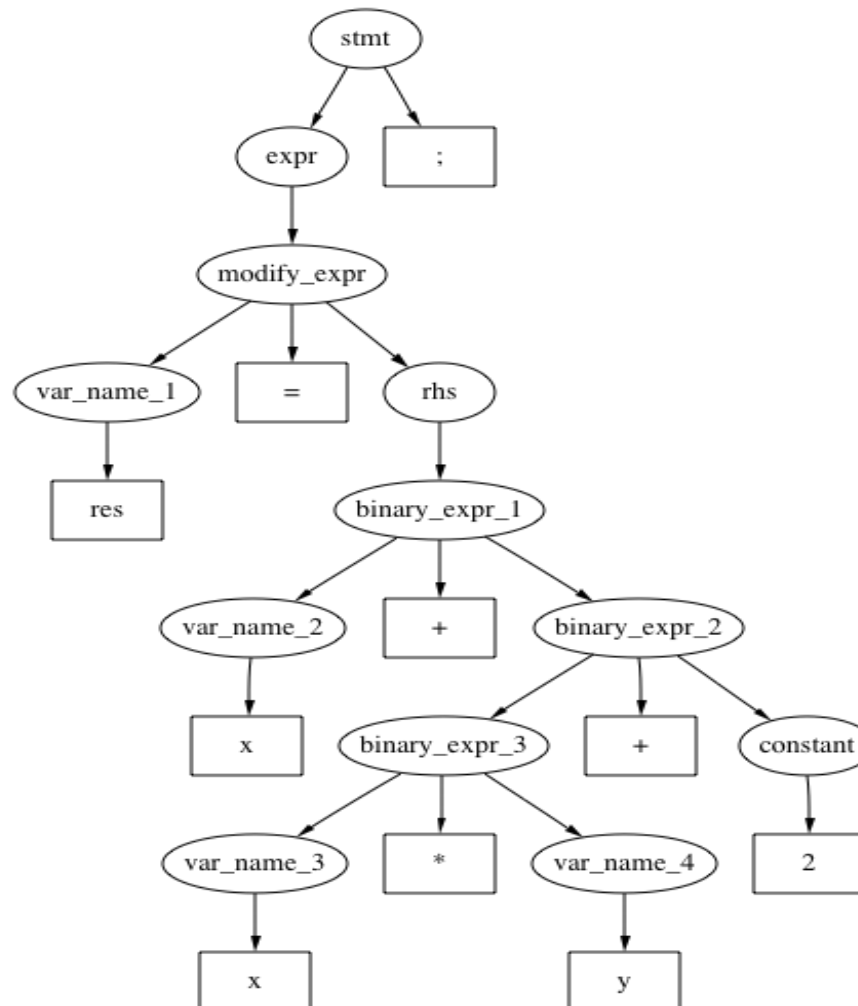 stmt
expr
;
modify_expr
var_name_1
=
rhs
res
binary_expr_1
var_name_2
+
binary_expr_2
x
binary_expr_3
+
constant
var_name_3
*
var_name_4
2
x
y